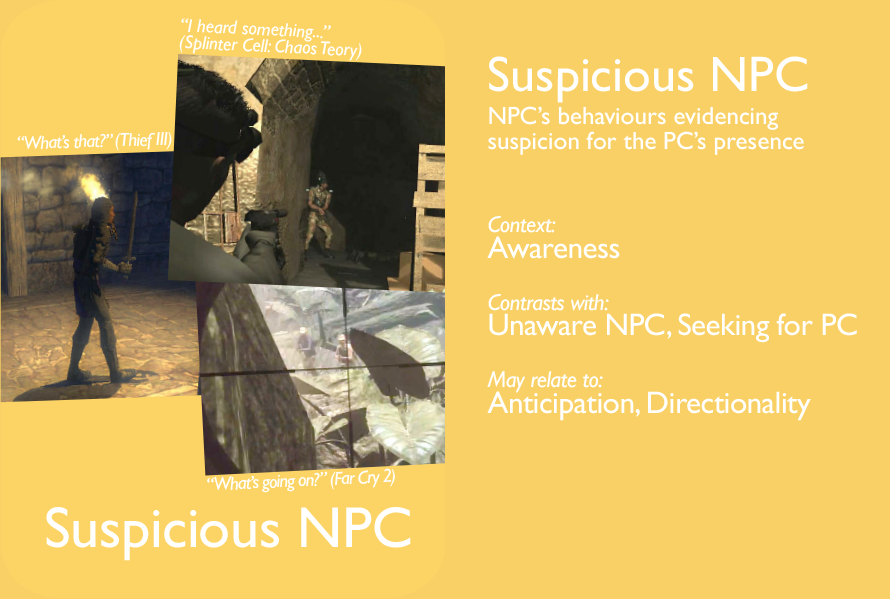 “I heard something...”
(Splinter Cell: Chaos Teory)
“What’s that?” (Thief III)
“What’s going on?” (Far Cry 2)
Suspicious NPC
Suspicious NPC
NPC’s behaviours evidencing
suspicion for the PC’s presence
Context:
Awareness
Contrasts with:
Unaware NPC, Seeking for PC
May relate to:
Anticipation, Directionality